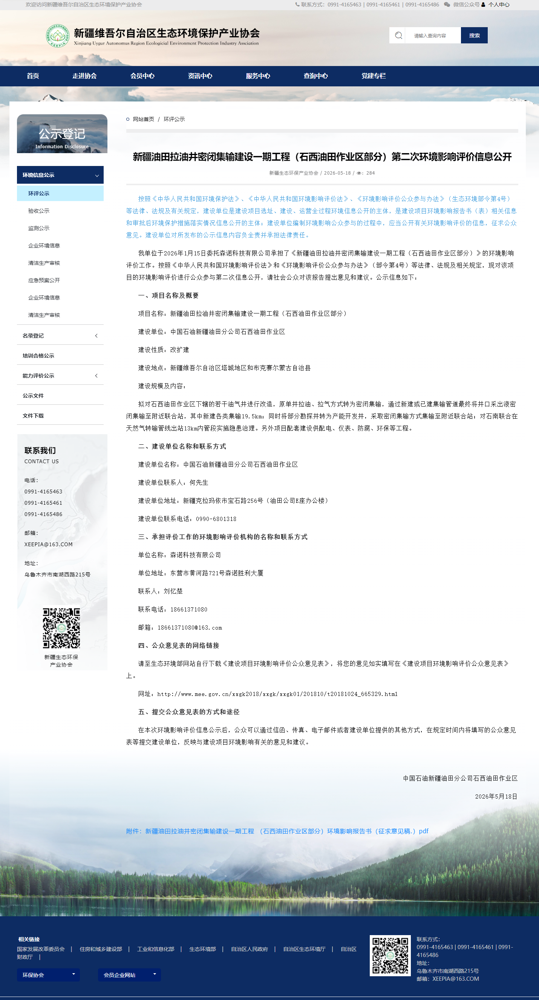 欢迎访问新疆维吾尔自治区生态环境保护产业协会
联系方式：0991-4165463 | 0991-4165461 | 0991-4165486 微信公众号 个人中心
新疆维吾尔自治区生态环境保护产业协会
Xinjiang Uygur Autonomus Region Ecologicial Environment Protection Industry Assciation
XEEPIA
请输入查询内容
搜索
首页 走进协会 会员中心 资讯中心 服务中心 查询中心 党建专栏
公示登记
Information Disclosure
环境信息公示
环评公示
验收公示
监测公示
企业环境信息
清洁生产审核
应急预案公开
企业环境信息
清洁生产审核
名录登记
培训合格公示
能力评价公示
公示文件
文件下载
联系我们
CONTACT US
电话：
0991-4165463
0991-4165461
0991-4165486
邮箱：
XEEPIA@163.COM
地址：
乌鲁木齐市南湖西路215号
新疆生态环保
产业协会
网站首页 / 环评公示
新疆油田拉油井密闭集输建设一期工程（石西油田作业区部分）第二次环境影响评价信息公开
新疆生态环保产业协会 / 2026-05-18 / ：284
按照《中华人民共和国环境保护法》、《中华人民共和国环境影响评价法》、《环境影响评价公众参与办法》（生态环境部令第4号）
等法律、法规及有关规定，建设单位是建设项目选址、建设、运营全过程环境信息公开的主体，是建设项目环境影响报告书（表）相关信息
和审批后环境保护措施落实情况信息公开的主体；建设单位编制环境影响公众参与的过程中，应当公开有关环境影响评价的信息，征求公众
意见。建设单位对所发布的公示信息内容负全责并承担法律责任。
我单位于2026年1月15日委托森诺科技有限公司承担了《新疆油田拉油井密闭集输建设一期工程（石西油田作业区部分）》的环境影响
评价工作。按照《中华人民共和国环境影响评价法》和《环境影响评价公众参与办法》（部令第4号）等法律、法规及相关规定，现对该项
目的环境影响评价进行公众参与第二次信息公开，请社会公众对该报告提出意见和建议。公示信息如下：
一、项目名称及概要
项目名称：新疆油田拉油井密闭集输建设一期工程（石西油田作业区部分）
建设单位：中国石油新疆油田分公司石西油田作业区
建设性质：改扩建
建设地点：新疆维吾尔自治区塔城地区和布克赛尔蒙古自治县
建设规模及内容：
拟对石西油田作业区下辖的若干油气井进行改造，原单井拉油、拉气方式转为密闭集输，通过新建或已建集输管道最终将井口采出液密
闭集输至附近联合站，其中新建各类集输19.5km；同时将部分勘探井转为产能开发井，采取密闭集输方式集输至附近联合站；对石南联合在
天然气转输管线出站13km内管段实施隐患治理。另外项目配套建设供配电、仪表、防腐、环保等工程。
二、建设单位名称和联系方式
建设单位名称：中国石油新疆油田分公司石西油田作业区
建设单位联系人：何先生
建设单位地址：新疆克拉玛依市宝石路256号（油田公司E座办公楼）
建设单位联系电话：0990-6801318
三、承担评价工作的环境影响评价机构的名称和联系方式
单位名称：森诺科技有限公司
单位地址：东营市黄河路721号森诺胜利大厦
联系人：刘忆楚
联系电话：18661371080
邮箱：18661371080@163.com
四、公众意见表的网络链接
请至生态环境部网站自行下载《建设项目环境影响评价公众意见表》，将您的意见如实填写在《建设项目环境影响评价公众意见表》
上。
网址：http://www.mee.gov.cn/xxgk2018/xxgk/xxgk01/201810/t20181024_665329.html
五、提交公众意见表的方式和途径
在本次环境影响评价信息公示后，公众可以通过信函、传真、电子邮件或者建设单位提供的其他方式，在规定时间内将填写的公众意见
表等提交建设单位，反映与建设项目环境影响有关的意见和建议。
中国石油新疆油田分公司石西油田作业区
2026年5月18日
附件：新疆油田拉油井密闭集输建设一期工程 （石西油田作业区部分）环境影响报告书（征求意见稿.）pdf
相关链接
国家发展改革委员会 | 住房和城乡建设部 | 工业和信息化部 | 生态环境部 | 自治区人民政府 | 自治区生态环境厅 | 自治区
财政厅 |
环保协会
会员企业网站
联系方式：
0991-4165463 | 0991-4165461 | 0991-
4165486
地址：
乌鲁木齐市南湖西路215号
邮箱：XEEPIA@163.COM